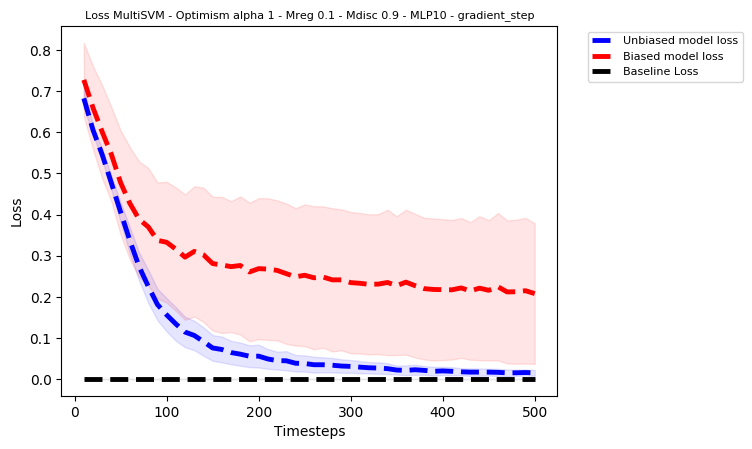 Loss MultiSVM - Optimism alpha 1 - Mreg 0.1 - Mdisc 0.9 - MLP10 - gradient_step
Unbiased model loss
Biased model loss
Baseline Loss
Loss
0.8
0.7
0.6
0.5
0.4
0.3
0.2
0.1
0.0
0 100 200 300 400 500
Timesteps